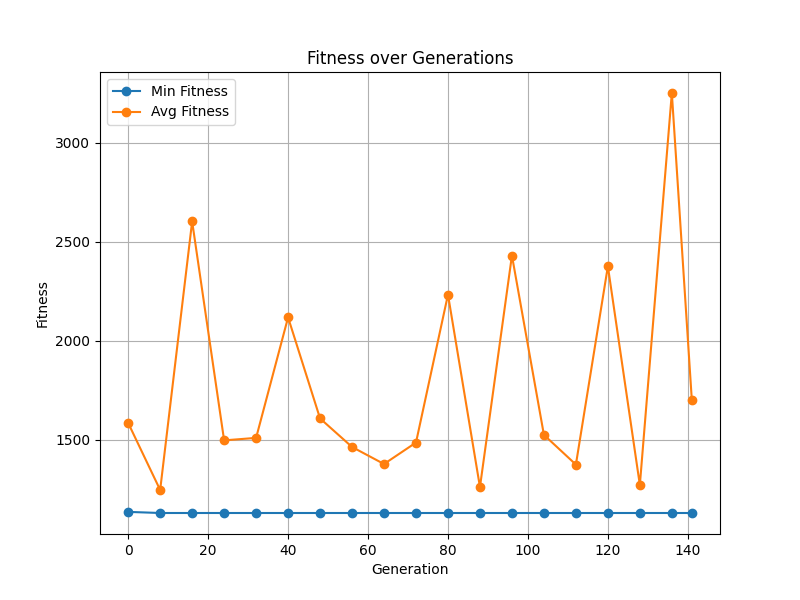 Fitness over Generations
Min Fitness
Avg Fitness
3000
2500
2000
1500
Fitness
0 20 40 60 80 100 120 140
Generation